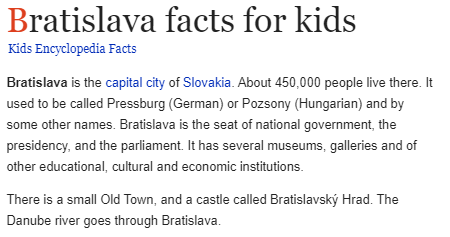 Bratislava facts for kids
Kids Encyclopedia Facts
Bratislava is the capital city of Slovakia. About 450,000 people live there. It
used to be called Pressburg (German) or Pozsony (Hungarian) and by
some other names. Bratislava is the seat of national government, the
presidency, and the parliament. It has several museums, galleries and of
other educational, cultural and economic institutions.
There is a small Old Town, and a castle called Bratislavský Hrad. The
Danube river goes through Bratislava.